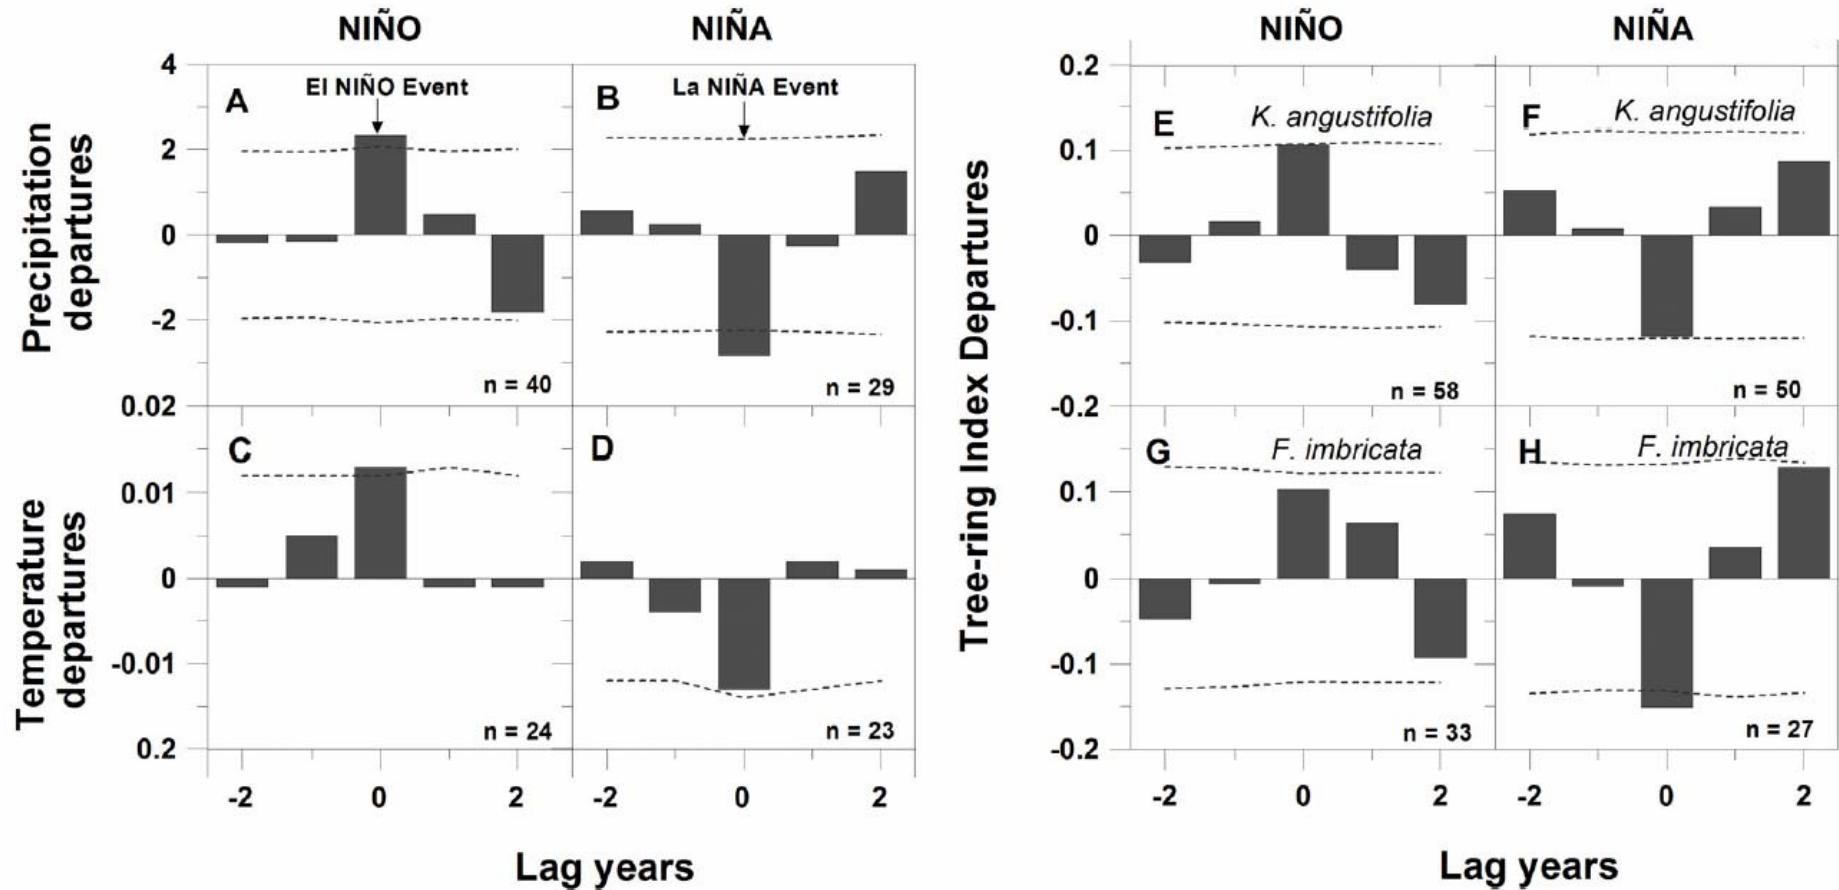 NIÑO
NIÑA
NIÑO
NIÑA
Precipitation
departures
4
2
0
-2
0.02
A
El NIÑO Event
n = 40
B
La NIÑA Event
n = 29
Temperature
departures
0.01
0
-0.01
0.2
C
n = 24
D
n = 23
-2
0
2
-2
0
2
Lag years
Tree-ring Index Departures
0.2
0.1
0
-0.1
-0.2
E
K. angustifolia
n = 58
F
K. angustifolia
n = 50
0.1
0
-0.1
-0.2
G
F. imbricata
n = 33
H
F. imbricata
n = 27
-2
0
2
-2
0
2
Lag years